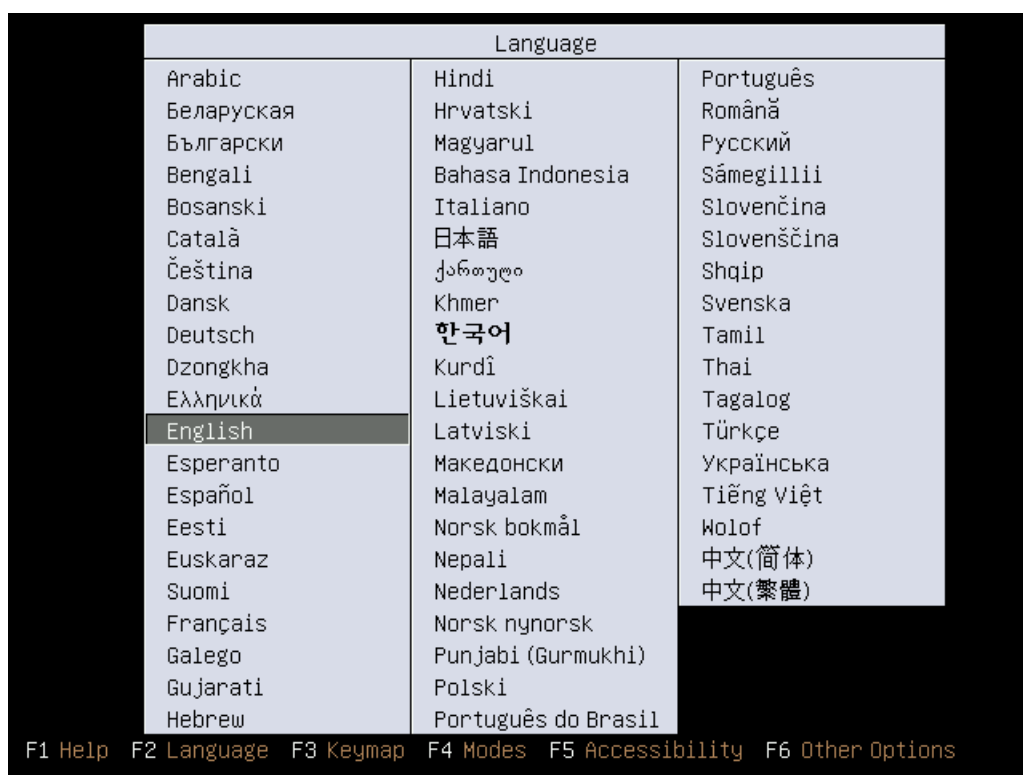 Language
Arabic
Беларуская
Български
Bengali
Bosanski
Català
Čeština
Dansk
Deutsch
Dzongkha
Ελληνικά
English
Esperanto
Español
Eesti
Euskaraz
Suomi
Français
Galego
Gujarati
Hebrew
Hindi
Hrvatski
Magyarul
Bahasa Indonesia
Italiano
日本語
ქართული
Khmer
한국어
Kurdî
Lietuviškai
Latviski
Македонски
Malayalam
Norsk bokmål
Nepali
Nederlands
Norsk nynorsk
Punjabi (Gurmukhi)
Polski
Português do Brasil
Português
Română
Русский
Sámegillii
Slovenčina
Slovenščina
Shqip
Svenska
Tamil
Thai
Tagalog
Türkçe
Українська
Tiếng Việt
Wolof
中文(简体)
中文(繁體)
F1 Help F2 Language F3 Keymap F4 Modes F5 Accessibility F6 Other Options